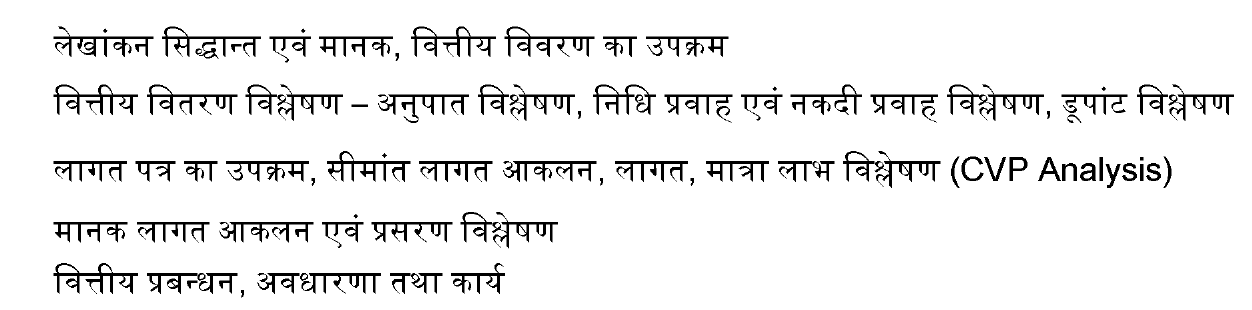 लेखांकन सिद्धान्त एवं मानक, वित्तीय विवरण का उपक्रम
वित्तीय वितरण विश्लेषण – अनुपात विश्लेषण, निधि प्रवाह एवं नकदी प्रवाह विश्लेषण, डूपांट विश्लेषण
लागत पत्र का उपक्रम, सीमांत लागत आकलन, लागत, मात्रा लाभ विश्लेषण (CVP Analysis)
मानक लागत आकलन एवं प्रसरण विश्लेषण
वित्तीय प्रबन्धन, अवधारणा तथा कार्य